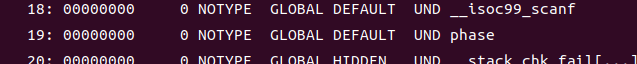 18: 00000000     0 NOTYPE  GLOBAL DEFAULT  UND __isoc99_scanf
19: 00000000     0 NOTYPE  GLOBAL DEFAULT  UND phase
20: 00000000     0 NOTYPE  GLOBAL HIDDEN   UND __stack_chk_fail[...]